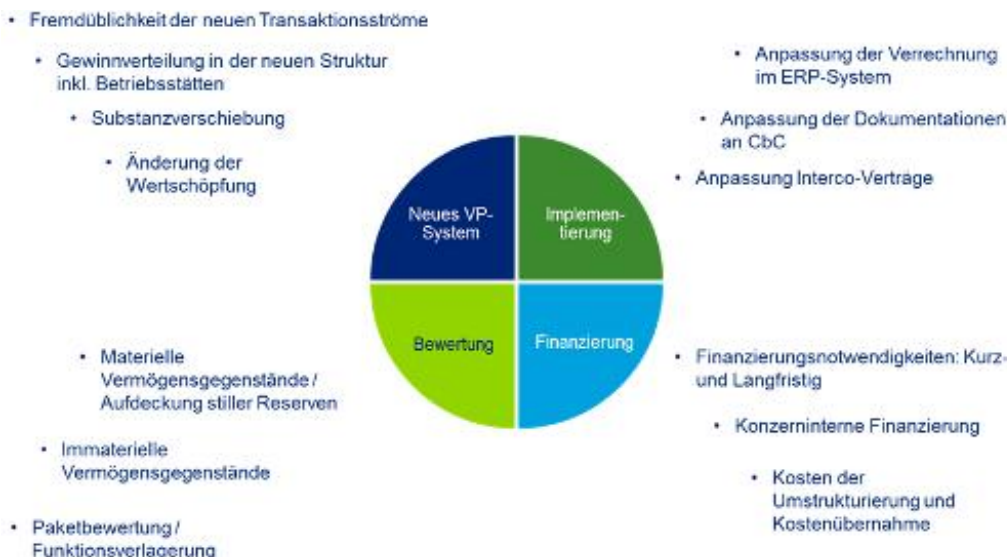 • Fremdüblichkeit der neuen Transaktionsströme
• Gewinnverteilung in der neuen Struktur
inkl. Betriebsstätten
• Substanzverschiebung
• Änderung der
Wertschöpfung
• Anpassung der Verrechnung
im ERP-System
• Anpassung der Dokumentationen
an CbC
• Anpassung Interco-Verträge
Neues VP-
System
Implemen-
tierung
Bewertung
Finanzierung
• Materielle
Vermögensgegenstände /
Aufdeckung stiller Reserven
• Immaterielle
Vermögensgegenstände
• Paketbewertung /
Funktionsverlagerung
• Finanzierungsnotwendigkeiten: Kurz-
und Langfristig
• Konzerninterne Finanzierung
• Kosten der
Umstrukturierung und
Kostenübernahme